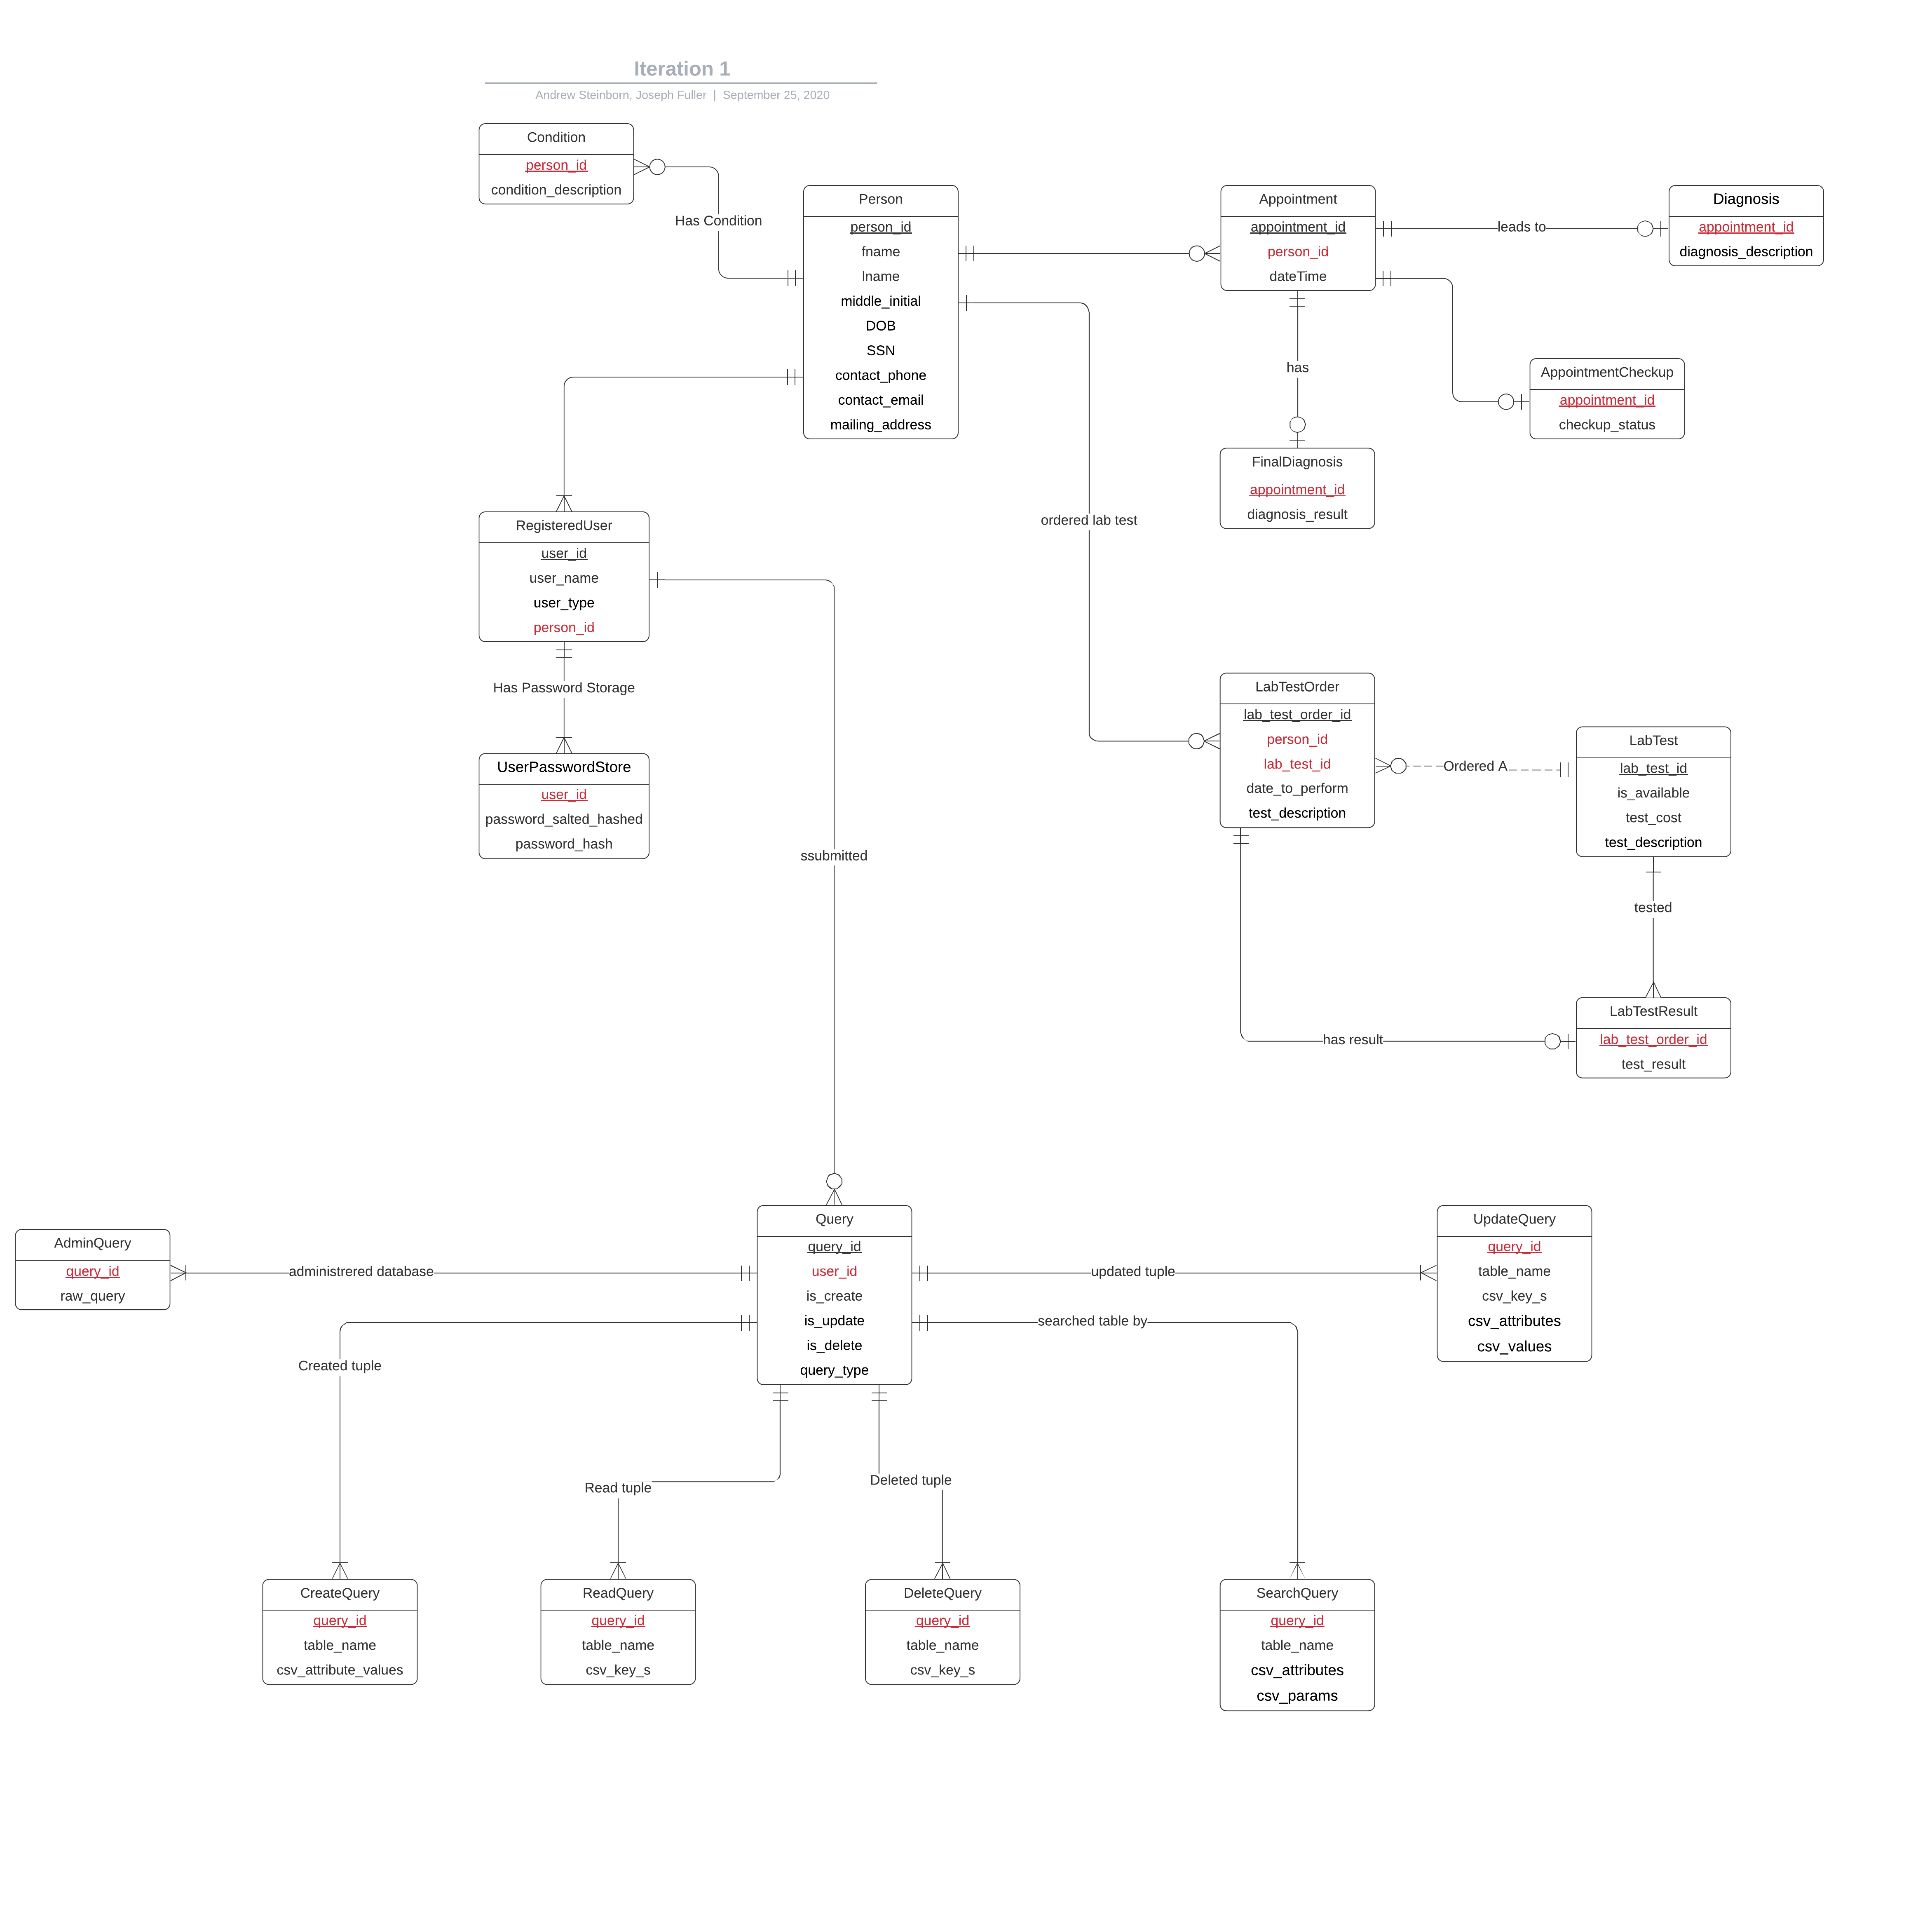 Iteration 1
Andrew Steinborn, Joseph Fuller | September 25, 2020
Condition
person_id
condition_description
Has Condition
Person
person_id
fname
lname
middle_initial
DOB
SSN
contact_phone
contact_email
mailing_address
Appointment
appointment_id
person_id
dateTime
leads to
Diagnosis
appointment_id
diagnosis_description
has
AppointmentCheckup
appointment_id
checkup_status
FinalDiagnosis
appointment_id
diagnosis_result
ordered lab test
RegisteredUser
user_id
user_name
user_type
person_id
Has Password Storage
UserPasswordStore
user_id
password_salted_hashed
password_hash
ssubmitted
LabTestOrder
lab_test_order_id
person_id
lab_test_id
date_to_perform
test_description
Ordered A
LabTest
lab_test_id
is_available
test_cost
test_description
tested
LabTestResult
lab_test_order_id
test_result
has result
AdminQuery
query_id
raw_query
administrered database
Query
query_id
user_id
is_create
is_update
is_delete
query_type
updated tuple
searched table by
UpdateQuery
query_id
table_name
csv_key_s
csv_attributes
csv_values
Created tuple
Read tuple
Deleted tuple
CreateQuery
query_id
table_name
csv_attribute_values
ReadQuery
query_id
table_name
csv_key_s
DeleteQuery
query_id
table_name
csv_key_s
SearchQuery
query_id
table_name
csv_attributes
csv_params